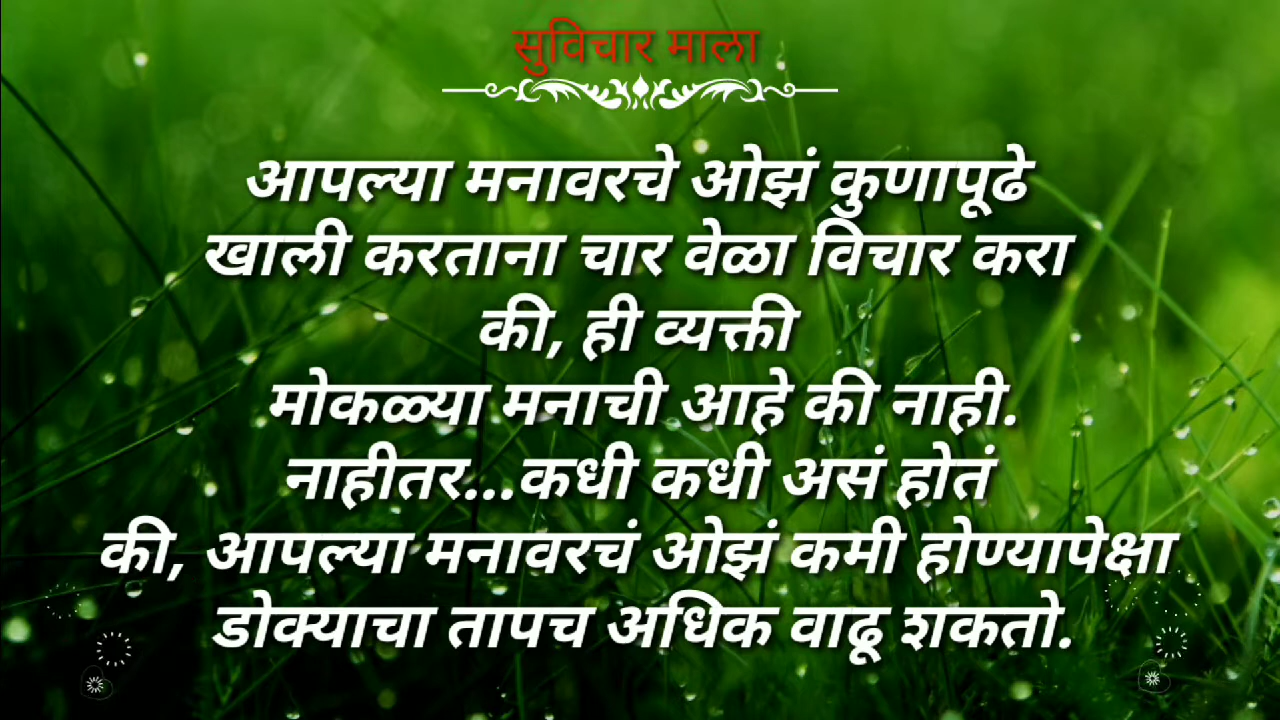 सुविचार माला
आपल्या मनावरचे ओझं कुणापूढे
खाली करताना चार वेळा विचार करा
की, ही व्यक्ती
मोकळ्या मनाची आहे की नाही.
नाहीतर...कधी कधी असं होतं
की, आपल्या मनावरचं ओझं कमी होण्यापेक्षा
डोक्याचा तापच अधिक वाढू शकतो.